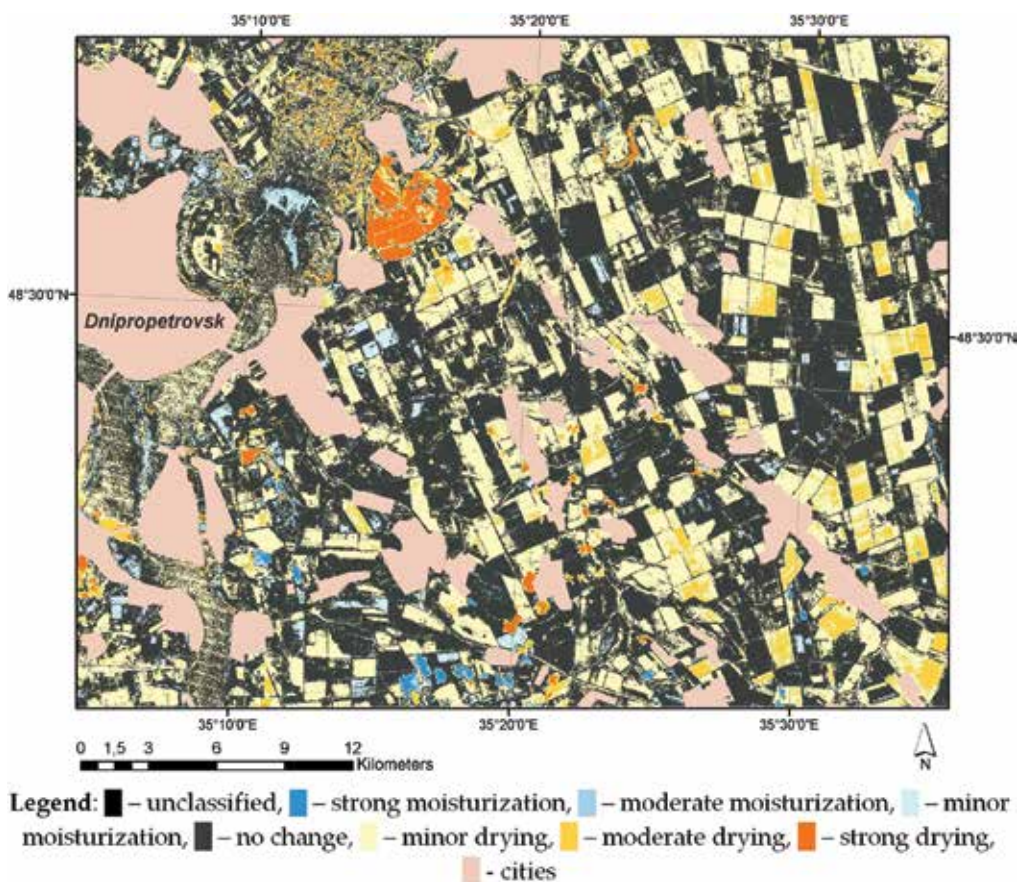 35°10'0"E 35°20'0"E 35°30'0"E
48°30'0"N
Dnipropetrovsk
48°30'0"N
35°10'0"E 35°20'0"E 35°30'0"E
0 1,5 3 6 9 12
Kilometers
N
Legend: – unclassified, – strong moisturization, – moderate moisturization, – minor
moisturization, – no change, – minor drying, – moderate drying, – strong drying,
- cities